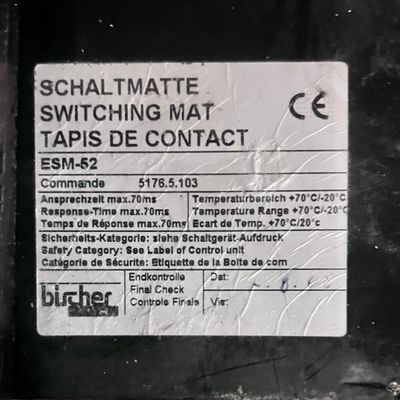 SCHALTMATTE
SWITCHING MAT
TAPIS DE CONTACT
CE
ESM-52
Commande 5176.5.103
Ansprechzeit max.70ms Temperaturbereich +70°C/-20°C
Response-Time max.70ms Temperature Range +70°C/-20°C
Temps de Réponse max.70ms Ecart de Temp. +70°C/20°c
Sicherheits-Kategorie: siehe Schaltgerät-Aufdruck
Safety Category: See Label of Control unit
Catégorie de Sécurité: Etiquette de la Boite de com
bircher
Endkontrolle Dat:
Final Check
Controle Finale Vis: